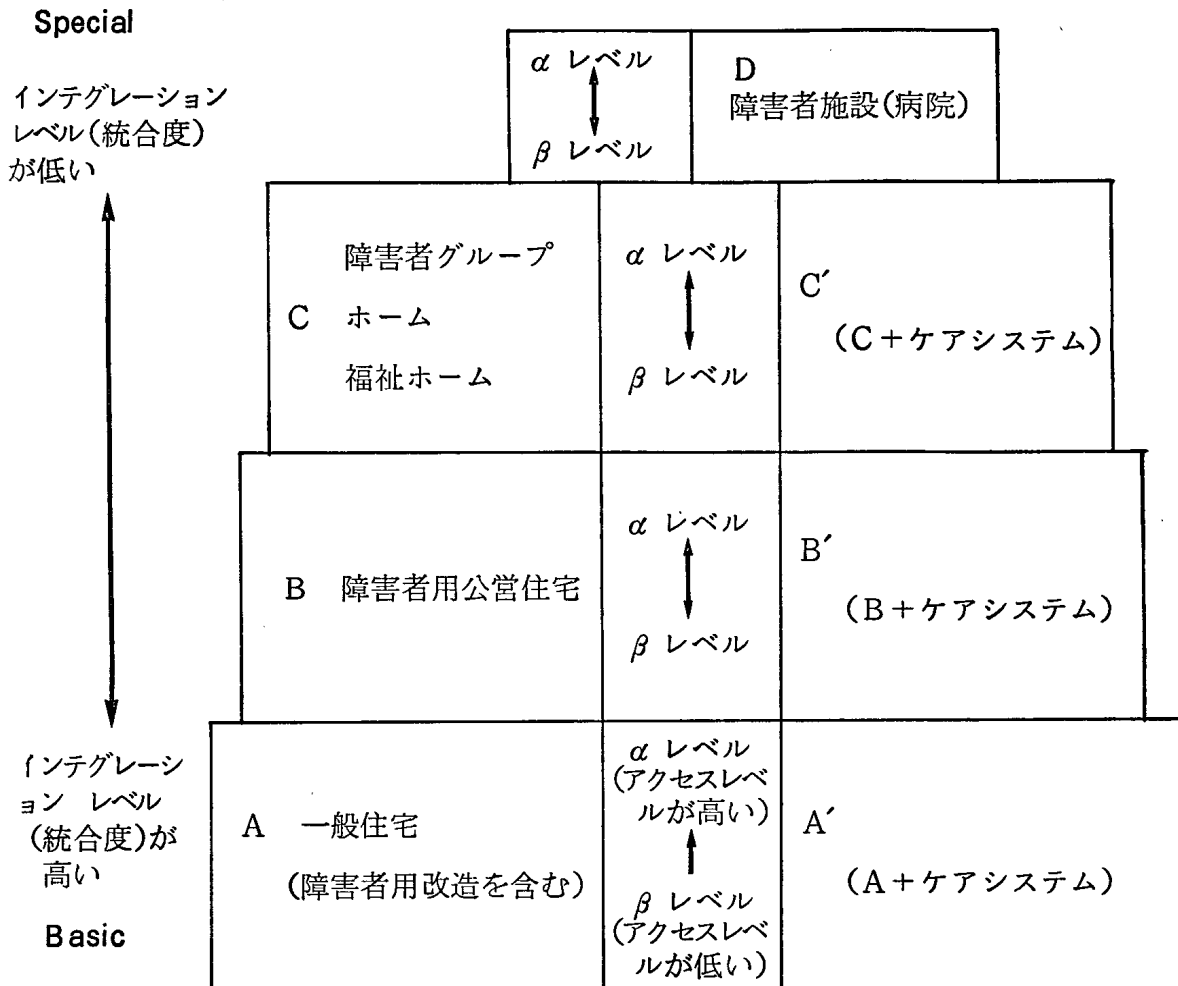 Special
インテグレーション
レベル(統合度)
が低い
インテグレーシ
ョン レベル
(統合度)が
高い
Basic
α レベル
β レベル
D
障害者施設(病院)
障害者グループ
C ホーム
福祉ホーム
α レベル
β レベル
C′
(C+ケアシステム)
B 障害者用公営住宅
α レベル
β レベル
B′
(B+ケアシステム)
A 一般住宅
(障害者用改造を含む)
α レベル
(アクセスレベ
ルが高い)
β レベル
(アクセスレベ
ルが低い)
A′
(A+ケアシステム)